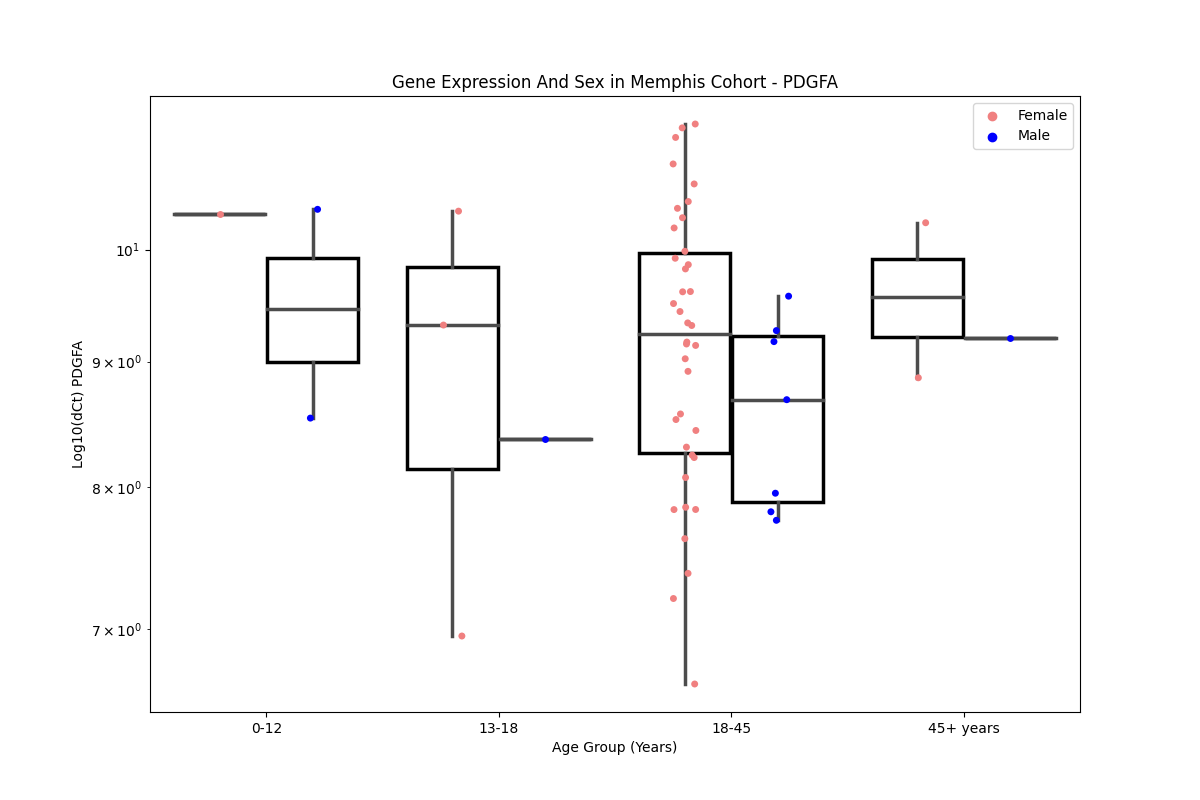 Gene Expression And Sex in Memphis Cohort - PDGFA
Female
Male
10¹
9 × 10⁰
8 × 10⁰
7 × 10⁰
Log10(dCt) PDGFA
0-12
13-18
18-45
45+ years
Age Group (Years)